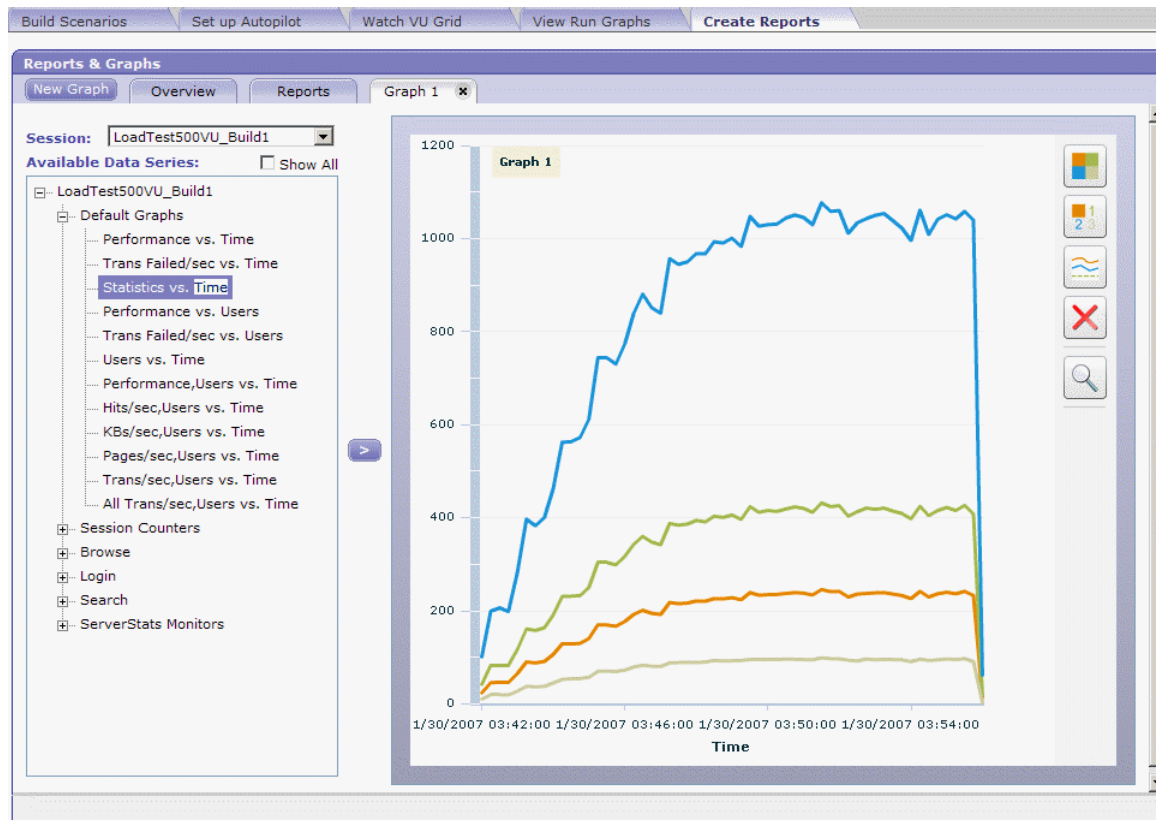 Build Scenarios Set up Autopilot Watch VU Grid View Run Graphs Create Reports
Reports & Graphs
New Graph Overview Reports Graph 1
Session: LoadTest500VU_Build1
Available Data Series: Show All
LoadTest500VU_Build1
Default Graphs
Performance vs. Time
Trans Failed/sec vs. Time
Statistics vs. Time
Performance vs. Users
Trans Failed/sec vs. Users
Users vs. Time
Performance,Users vs. Time
Hits/sec,Users vs. Time
KBs/sec,Users vs. Time
Pages/sec,Users vs. Time
Trans/sec,Users vs. Time
All Trans/sec,Users vs. Time
Session Counters
Browse
Login
Search
ServerStats Monitors
>
Graph 1
1200
1000
800
600
400
200
0
1/30/2007 03:42:00 1/30/2007 03:46:00 1/30/2007 03:50:00 1/30/2007 03:54:00
Time
1
2 3